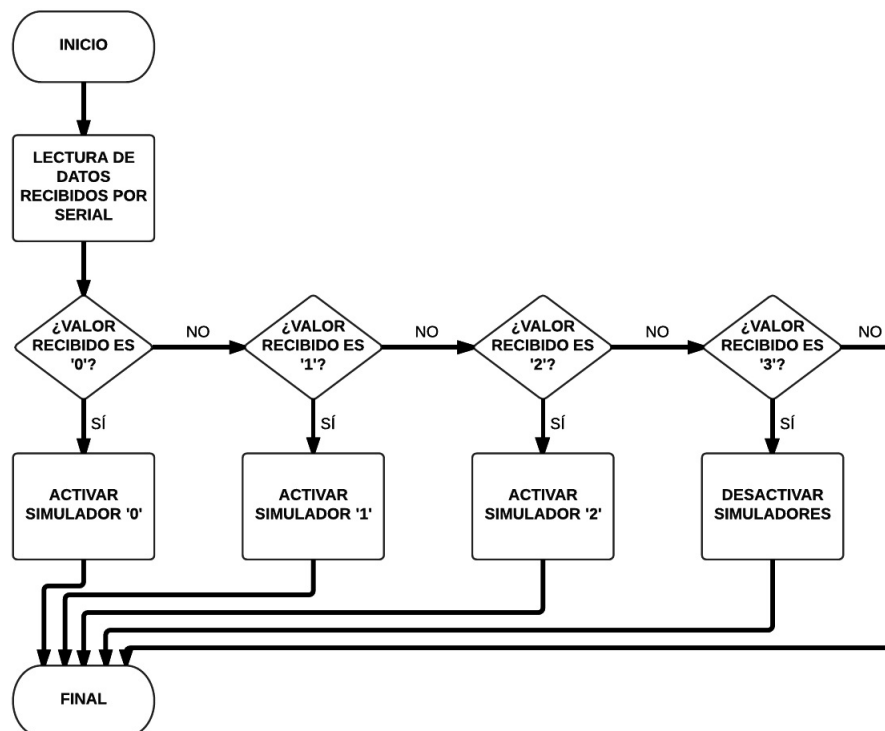 INICIO
LECTURA DE
DATOS
RECIBIDOS POR
SERIAL
¿VALOR
RECIBIDO ES
'0'?
NO
¿VALOR
RECIBIDO ES
'1'?
NO
¿VALOR
RECIBIDO ES
'2'?
NO
¿VALOR
RECIBIDO ES
'3'?
NO
SÍ
SÍ
SÍ
SÍ
ACTIVAR
SIMULADOR '0'
ACTIVAR
SIMULADOR '1'
ACTIVAR
SIMULADOR '2'
DESACTIVAR
SIMULADORES
FINAL